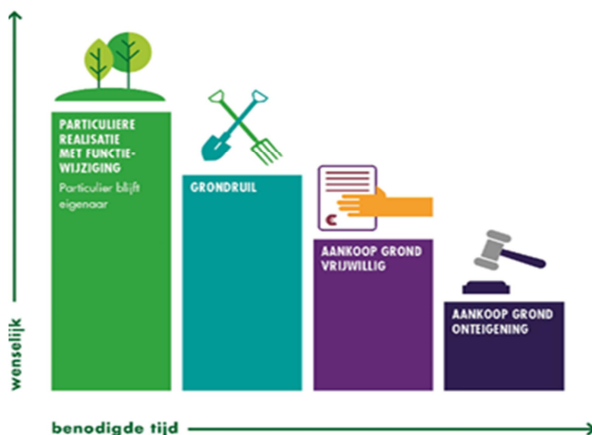 PARTICULIERE
REALISATIE
MET FUNCTIE-
WIJZIGING
Particulier blijft
eigenaar
GRONDRUIL
AANKOOP GROND
VRIJWILLIG
AANKOOP GROND
ONTEIGENING
wenselijk
benodigde tijd